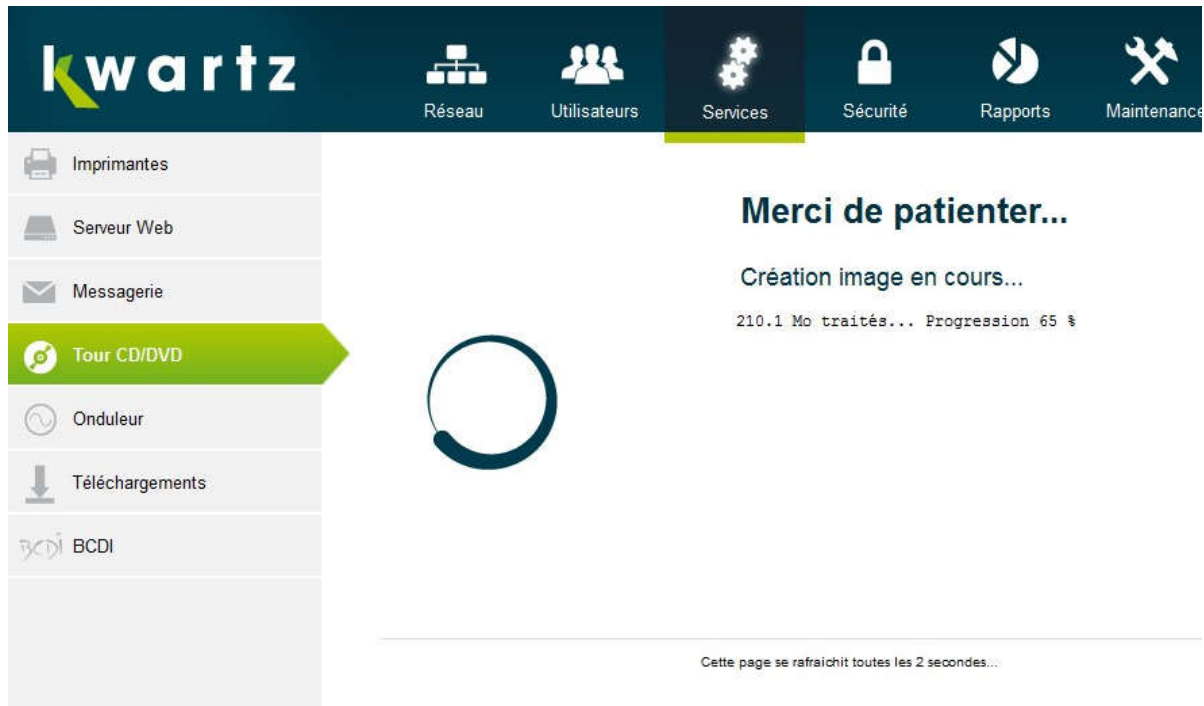 kwartz
Réseau
Utilisateurs
Services
Sécurité
Rapports
Maintenance
Imprimantes
Serveur Web
Messagerie
Tour CD/DVD
Onduleur
Téléchargements
BCDI BCDI
Merci de patienter...
Création image en cours...
210.1 Mo traités... Progression 65 %
Cette page se rafraichit toutes les 2 secondes...